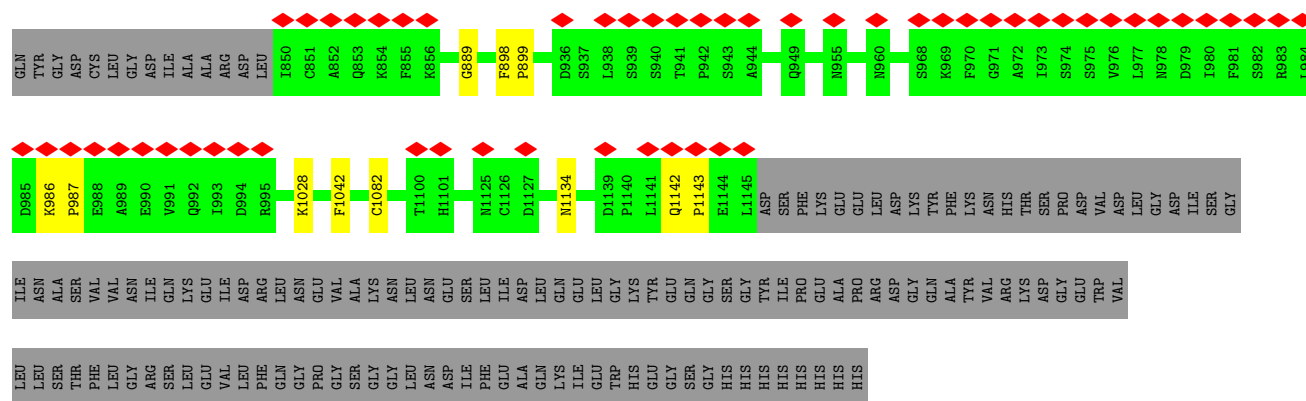 GLN TYR GLY ASP CYS LEU GLY ASP ILE ALA ALA ARG ASP LEU I850 C851 A852 Q853 K854 F855 K856 G889 F898 P899 D936 S937 L938 S939 S940 T941 P942 S943 A944 Q949 N955 N960 S968 K969 F970 G971 A972 I973 S974 S975 V976 L977 N978 D979 I980 F981 S982 R983 L984
D985 K986 P987 E988 A989 E990 V991 Q992 I993 D994 R995 K1028 F1042 C1082 T1100 H1101 N1125 C1126 D1127 N1134 D1139 P1140 L1141 Q1142 P1143 E1144 L1145 ASP SER PHE LYS GLU GLU LEU ASP LYS TYR PHE LYS ASN HIS THR SER PRO ASP VAL ASP LEU GLY ASP ILE SER GLY
ILE ASN ALA SER VAL VAL ASN ILE GLN LYS GLU ILE ASP ARG LEU ASN GLU VAL ALA LYS ASN LEU ASN GLU SER LEU ILE ASP LEU GLN GLU LEU GLY LYS TYR GLU GLN GLY SER GLY TYR ILE PRO GLU ALA PRO ARG ASP GLY GLN ALA TYR VAL ARG LYS ASP GLY GLU TRP VAL
LEU LEU SER THR PHE LEU GLY ARG SER LEU GLU VAL LEU PHE GLN GLY PRO GLY SER GLY GLY LEU ASN ASP ILE PHE GLU ALA GLN LYS ILE GLU TRP HIS GLU GLY SER GLY HIS HIS HIS HIS HIS HIS HIS HIS